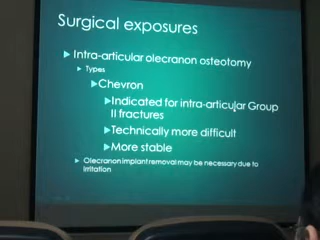 Surgical exposures
Intra-articular olecranon osteotomy
Types
Chevron
Indicated for intra-articular Group
II fractures
Technically more difficult
More stable
Olecranon implant removal may be necessary due to
irritation